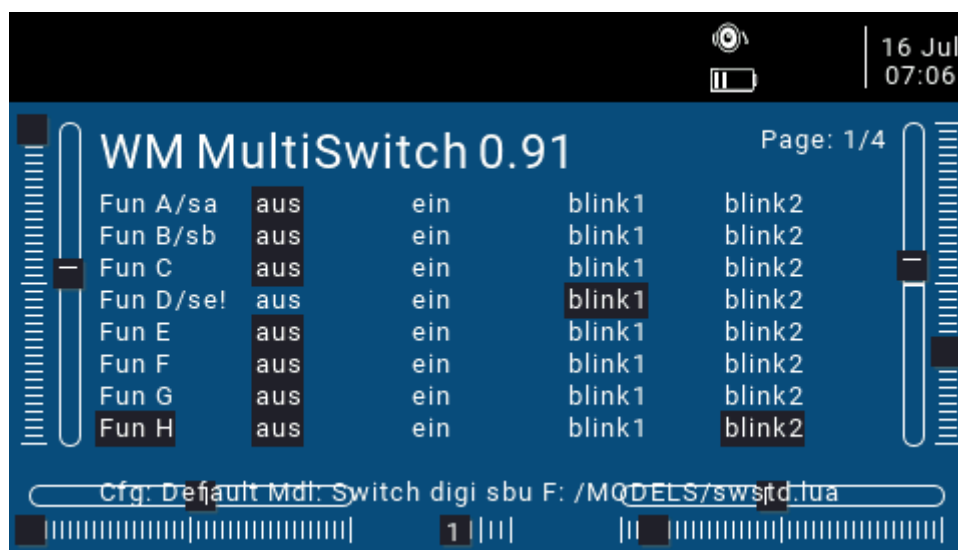 16 Jul
07:06
WM MultiSwitch 0.91
Page: 1/4
Fun A/sa aus ein blink1 blink2
Fun B/sb aus ein blink1 blink2
Fun C aus ein blink1 blink2
Fun D/se! aus ein blink1 blink2
Fun E aus ein blink1 blink2
Fun F aus ein blink1 blink2
Fun G aus ein blink1 blink2
Fun H aus ein blink1 blink2
Cfg: Default Mdl: Switch digi sbu F: /MODELS/swstd.lua
1